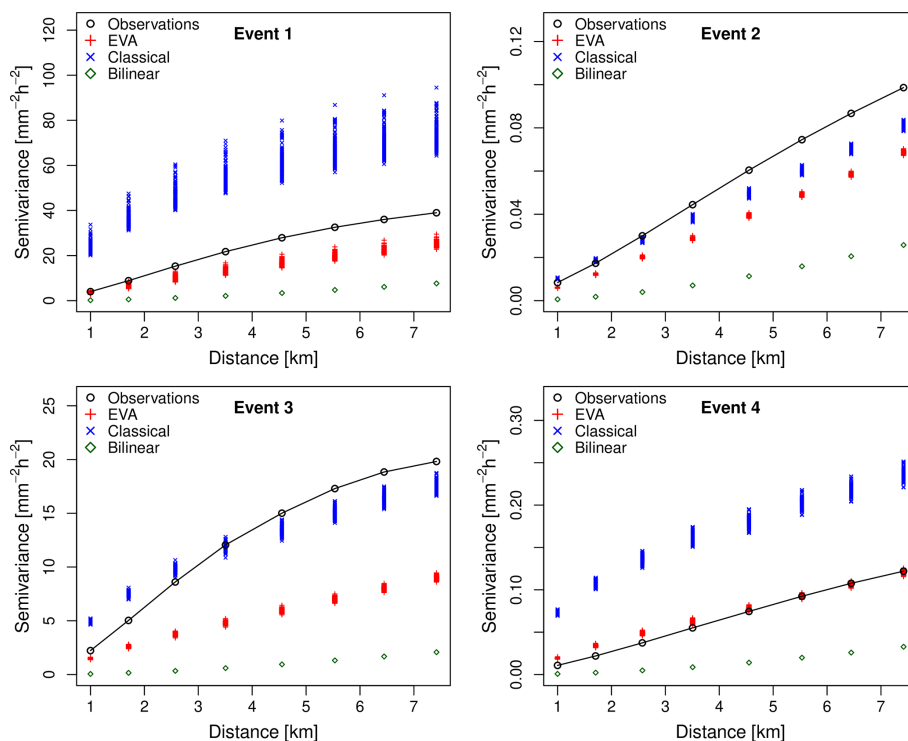 Event 1
Observations
EVA
Classical
Bilinear
Semivariance [mm⁻²h⁻²]
0
20
40
60
80
100
120
1 2 3 4 5 6 7
Distance [km]
Event 2
Observations
EVA
Classical
Bilinear
Semivariance [mm⁻²h⁻²]
0.00
0.04
0.08
0.12
1 2 3 4 5 6 7
Distance [km]
Event 3
Observations
EVA
Classical
Bilinear
Semivariance [mm⁻²h⁻²]
0
5
10
15
20
25
1 2 3 4 5 6 7
Distance [km]
Event 4
Observations
EVA
Classical
Bilinear
Semivariance [mm⁻²h⁻²]
0.00
0.10
0.20
0.30
1 2 3 4 5 6 7
Distance [km]